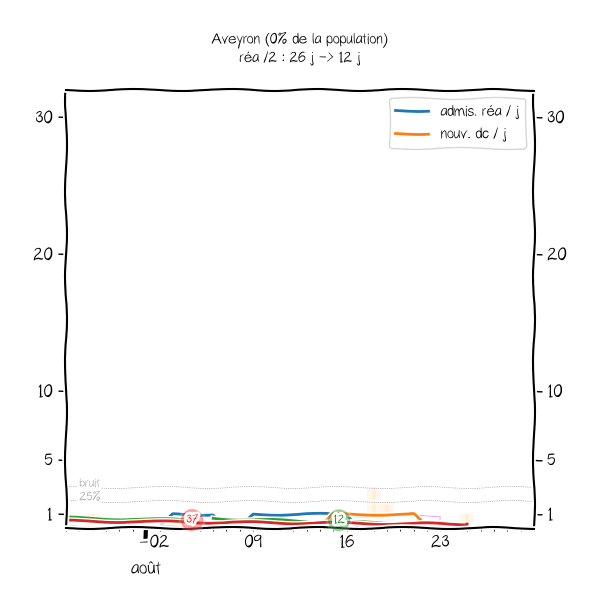 Aveyron (0% de la population)
réa /2 : 26 j -> 12 j
admis. réa / j
nouv. dc / j
30
30
20
20
10
10
5
5
bruit
25%
1
1
37
12
02
09
16
23
août